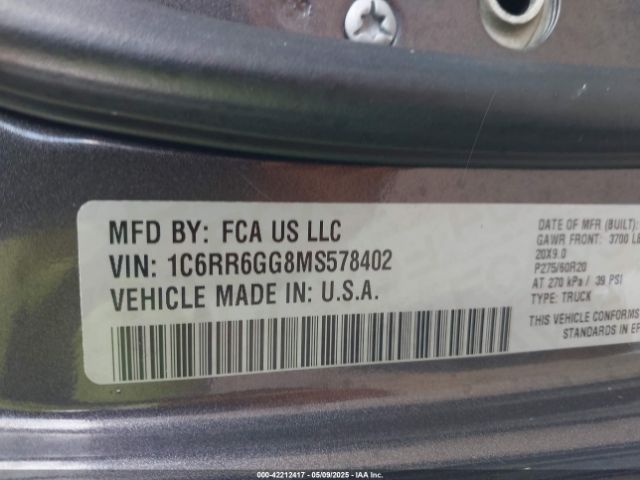 MFD BY: FCA US LLC
VIN: 1C6RR6GG8MS578402
VEHICLE MADE IN: U.S.A.
DATE OF MFR (BUILT):
GAWR FRONT: 3700 LB
20X9.0
P275/60R20
AT 270 kPa / 39 PSI
TYPE: TRUCK
THIS VEHICLE CONFORMS
STANDARDS IN EF
000-42212417 - 05/09/2025 - IAAI, Inc.